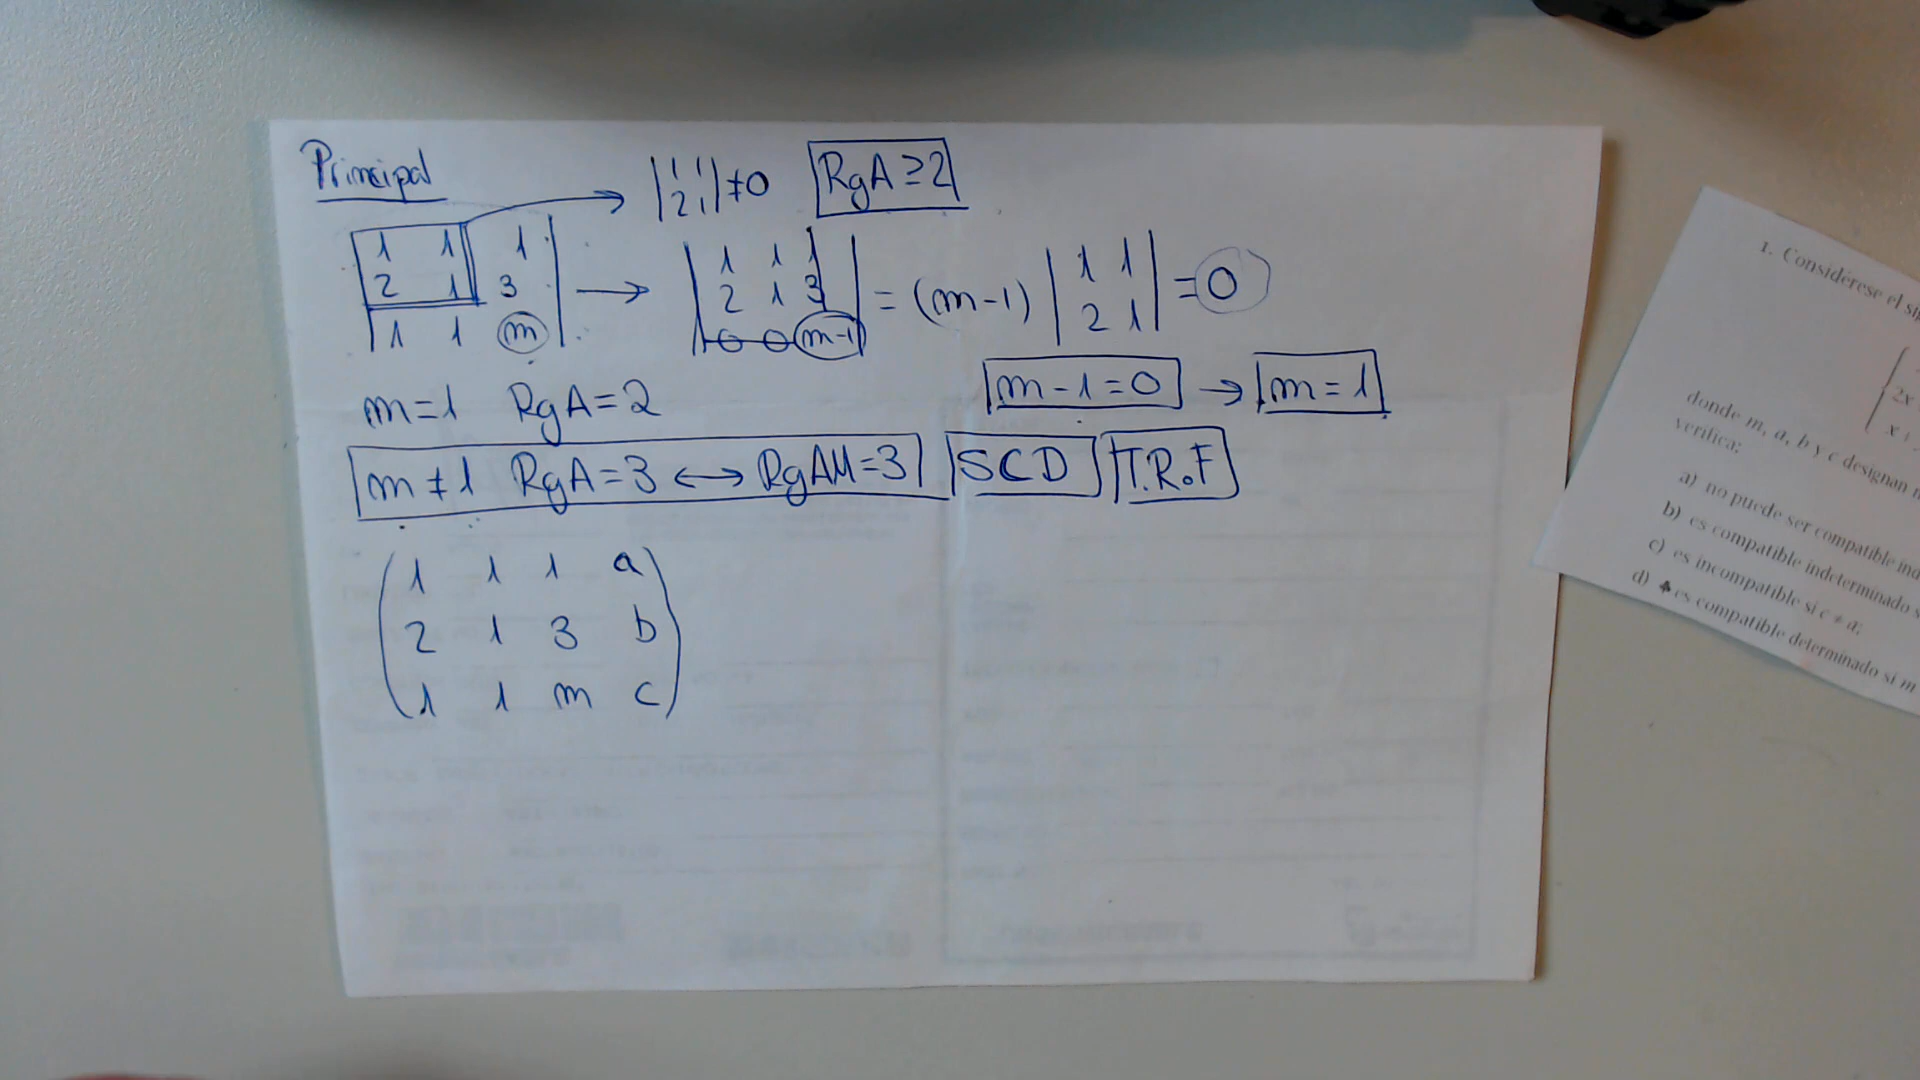 Principal
|1 1
2 1| ≠ 0 RgA ≥ 2
|1 1 1
2 1 3
1 1 m| → |1 1 1
2 1 3
0 0 m-1| = (m-1) |1 1
2 1| = 0
m-1=0 → m=1
m=1 RgA=2
m≠1 RgA=3 ↔ RgAM=3 SCD T.R.F
(1 1 1 a
2 1 3 b
1 1 m c)
1. Considérese el
2x
x +
donde m, a, b y c designan
verifica:
a) no puede ser compatible
b) es compatible indeterminado
c) es incompatible si c ≠ a;
d) es compatible determinado si m